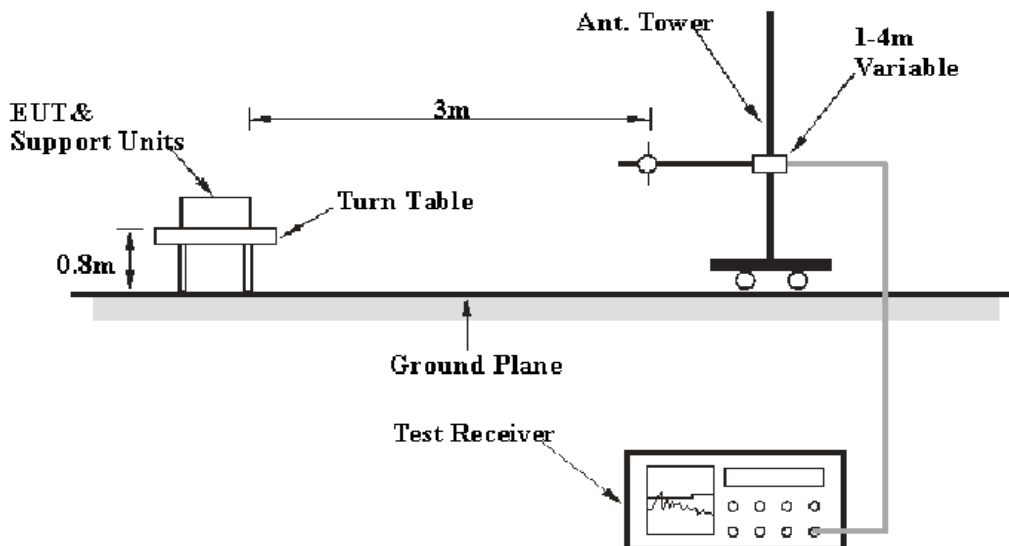 Ant. Tower
1-4m
Variable
3m
EUT&
Support Units
Turn Table
0.8m
Ground Plane
Test Receiver